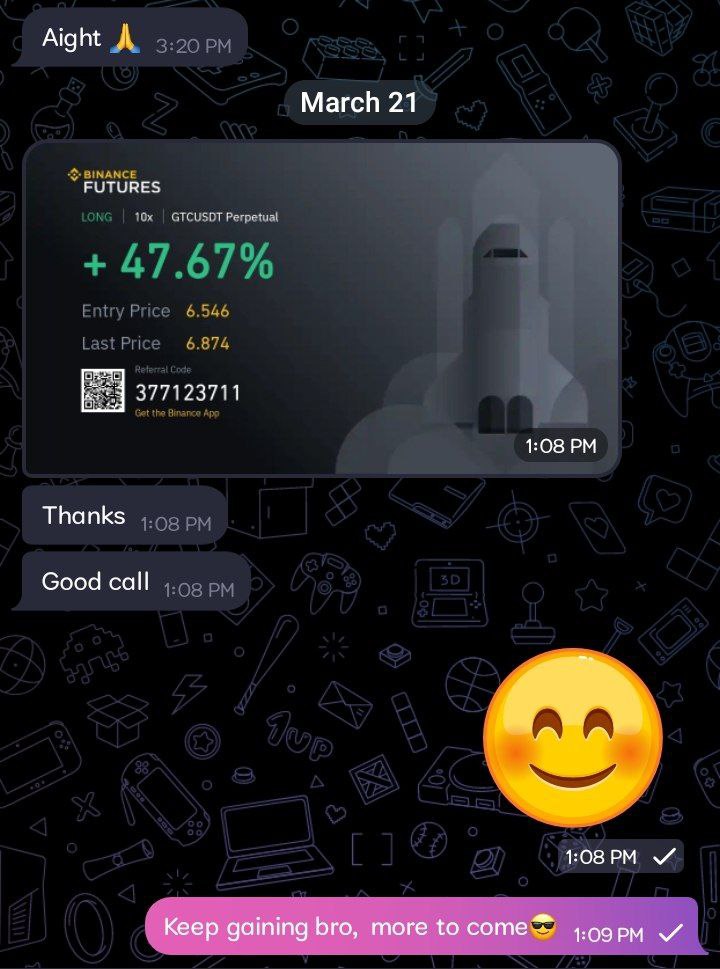 Aight 🙏 3:20 PM
March 21
BINANCE
FUTURES
LONG | 10x | GTCUSDT Perpetual
+ 47.67%
Entry Price 6.546
Last Price 6.874
Referral Code
377123711
Get the Binance App
1:08 PM
Thanks 1:08 PM
Good call 1:08 PM
3D
1UP
1:08 PM
Keep gaining bro, more to come😎 1:09 PM